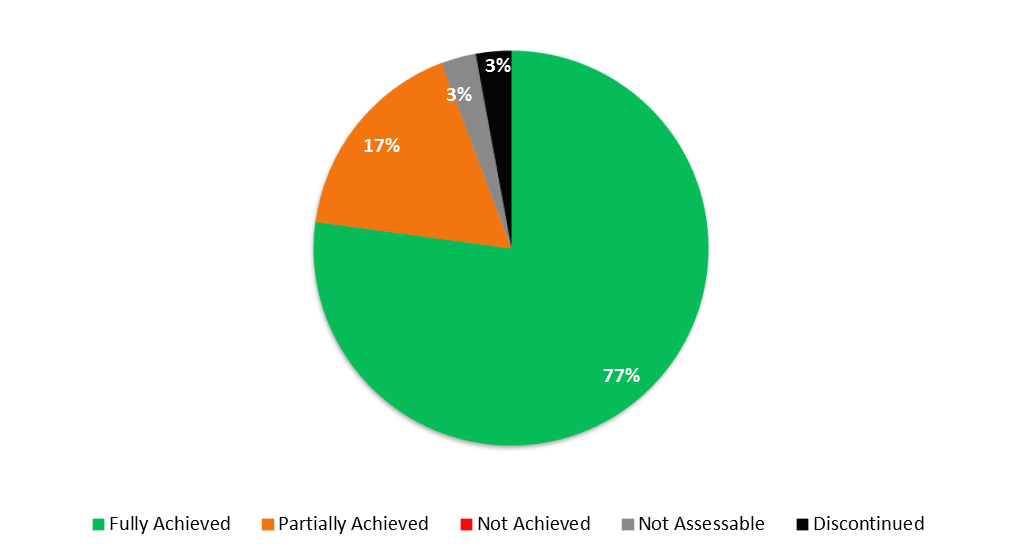 3%
3%
17%
77%
Fully Achieved Partially Achieved Not Achieved Not Assessable Discontinued